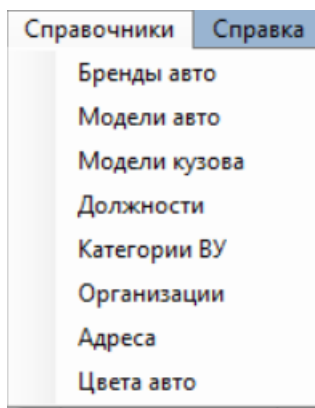 Справочники Справка
Бренды авто
Модели авто
Модели кузова
Должности
Категории ВУ
Организации
Адреса
Цвета авто